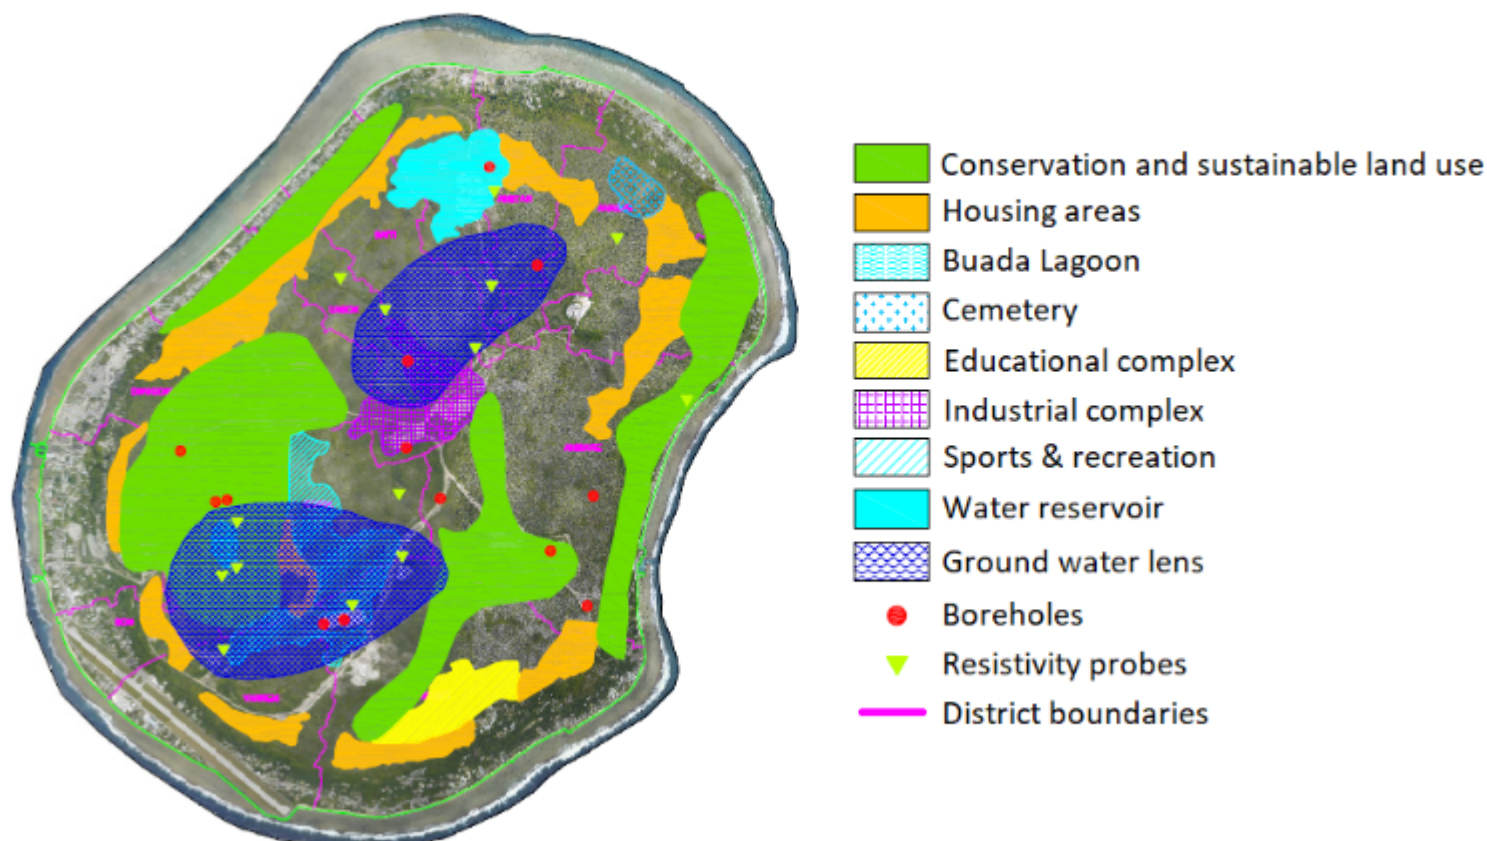 Conservation and sustainable land use
Housing areas
Buada Lagoon
Cemetery
Educational complex
Industrial complex
Sports & recreation
Water reservoir
Ground water lens
Boreholes
Resistivity probes
District boundaries